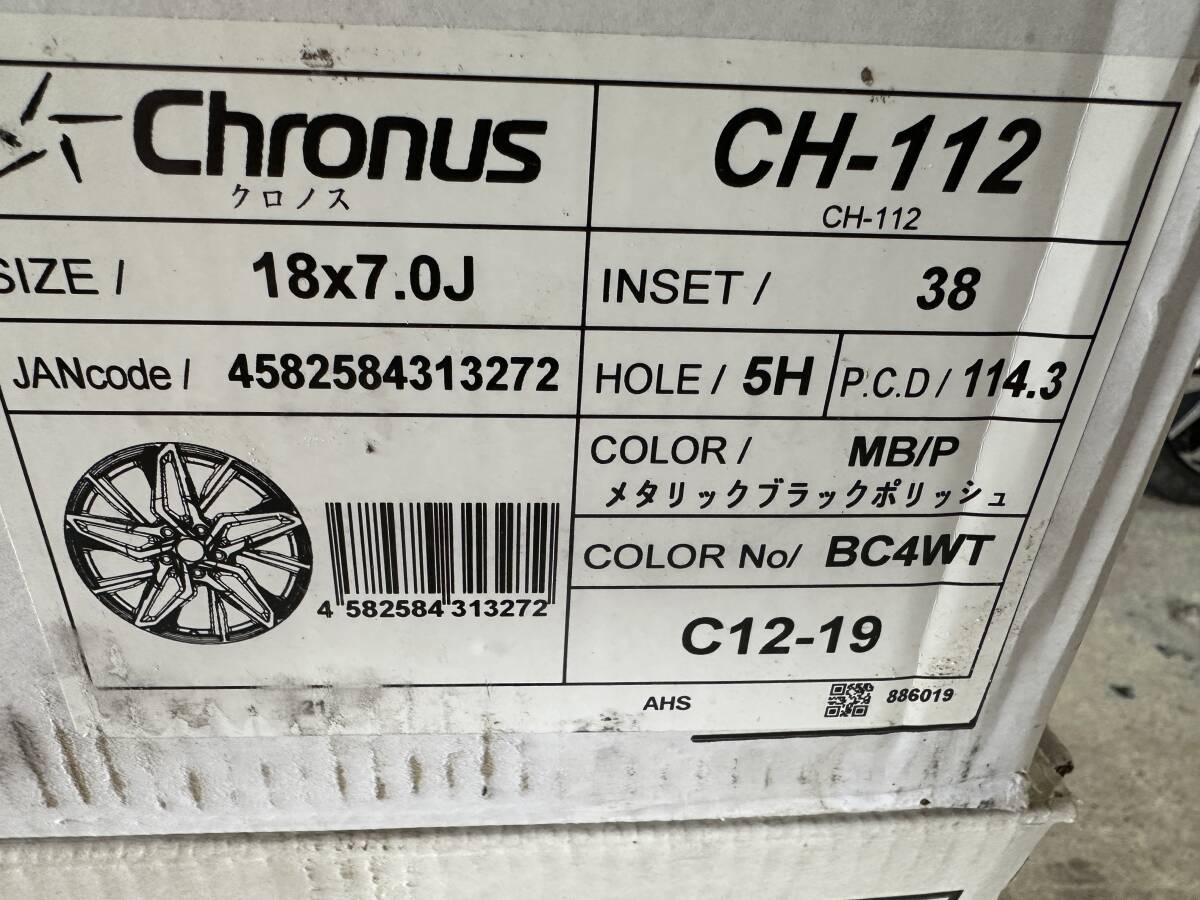 Chronus
クロノス
CH-112
CH-112
SIZE / 18x7.0J
INSET / 38
JANcode / 4582584313272
HOLE / 5H
P.C.D / 114.3
COLOR / MB/P
メタリックブラックポリッシュ
COLOR No/ BC4WT
4 582584 313272
C12-19
21
AHS
886019